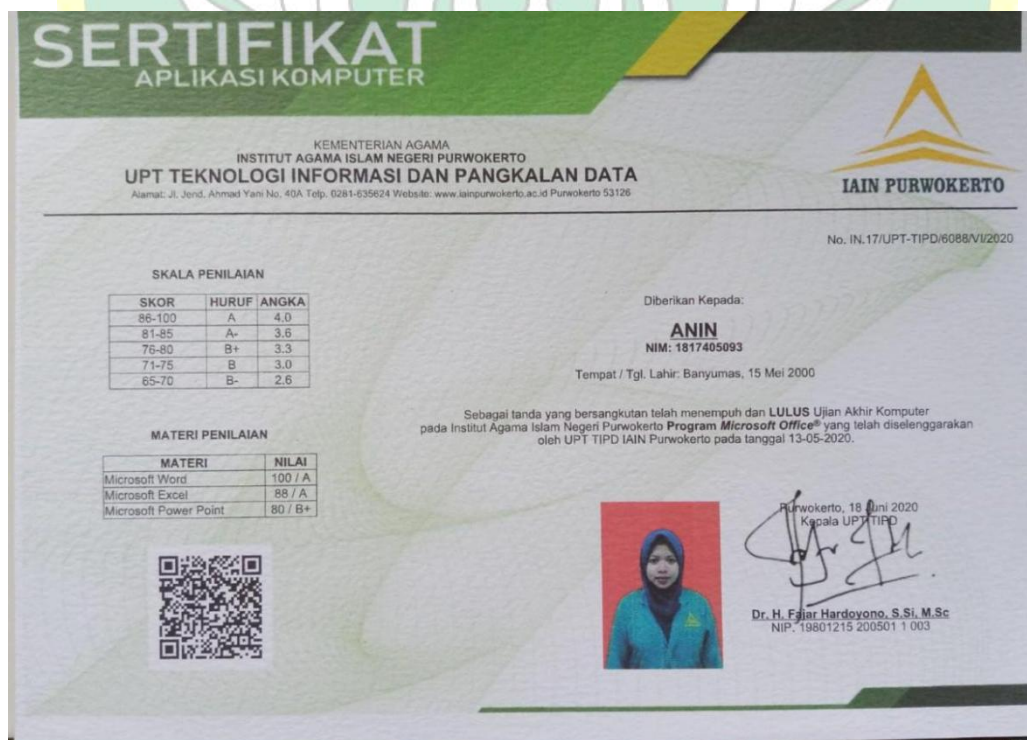 SERTIFIKAT
APLIKASI KOMPUTER
KEMENTERIAN AGAMA
INSTITUT AGAMA ISLAM NEGERI PURWOKERTO
UPT TEKNOLOGI INFORMASI DAN PANGKALAN DATA
Alamat: Jl. Jend. Ahmad Yani No. 40A Telp. 0281-635624 Website: www.iainpurwokerto.ac.id Purwokerto 53126
IAIN PURWOKERTO
No. IN.17/UPT-TIPD/6088/VI/2020
SKALA PENILAIAN
SKOR HURUF ANGKA
86-100 A 4.0
81-85 A- 3.6
76-80 B+ 3.3
71-75 B 3.0
65-70 B- 2.6
MATERI PENILAIAN
MATERI NILAI
Microsoft Word 100 / A
Microsoft Excel 88 / A
Microsoft Power Point 80 / B+
Diberikan Kepada:
ANIN
NIM: 1817405093
Tempat / Tgl. Lahir: Banyumas, 15 Mei 2000
Sebagai tanda yang bersangkutan telah menempuh dan LULUS Ujian Akhir Komputer
pada Institut Agama Islam Negeri Purwokerto Program Microsoft Office® yang telah diselenggarakan
oleh UPT TIPD IAIN Purwokerto pada tanggal 13-05-2020.
Purwokerto, 18 Juni 2020
Kepala UPT TIPD
Dr. H. Fajar Hardoyono, S.Si, M.Sc
NIP. 19801215 200501 1 003